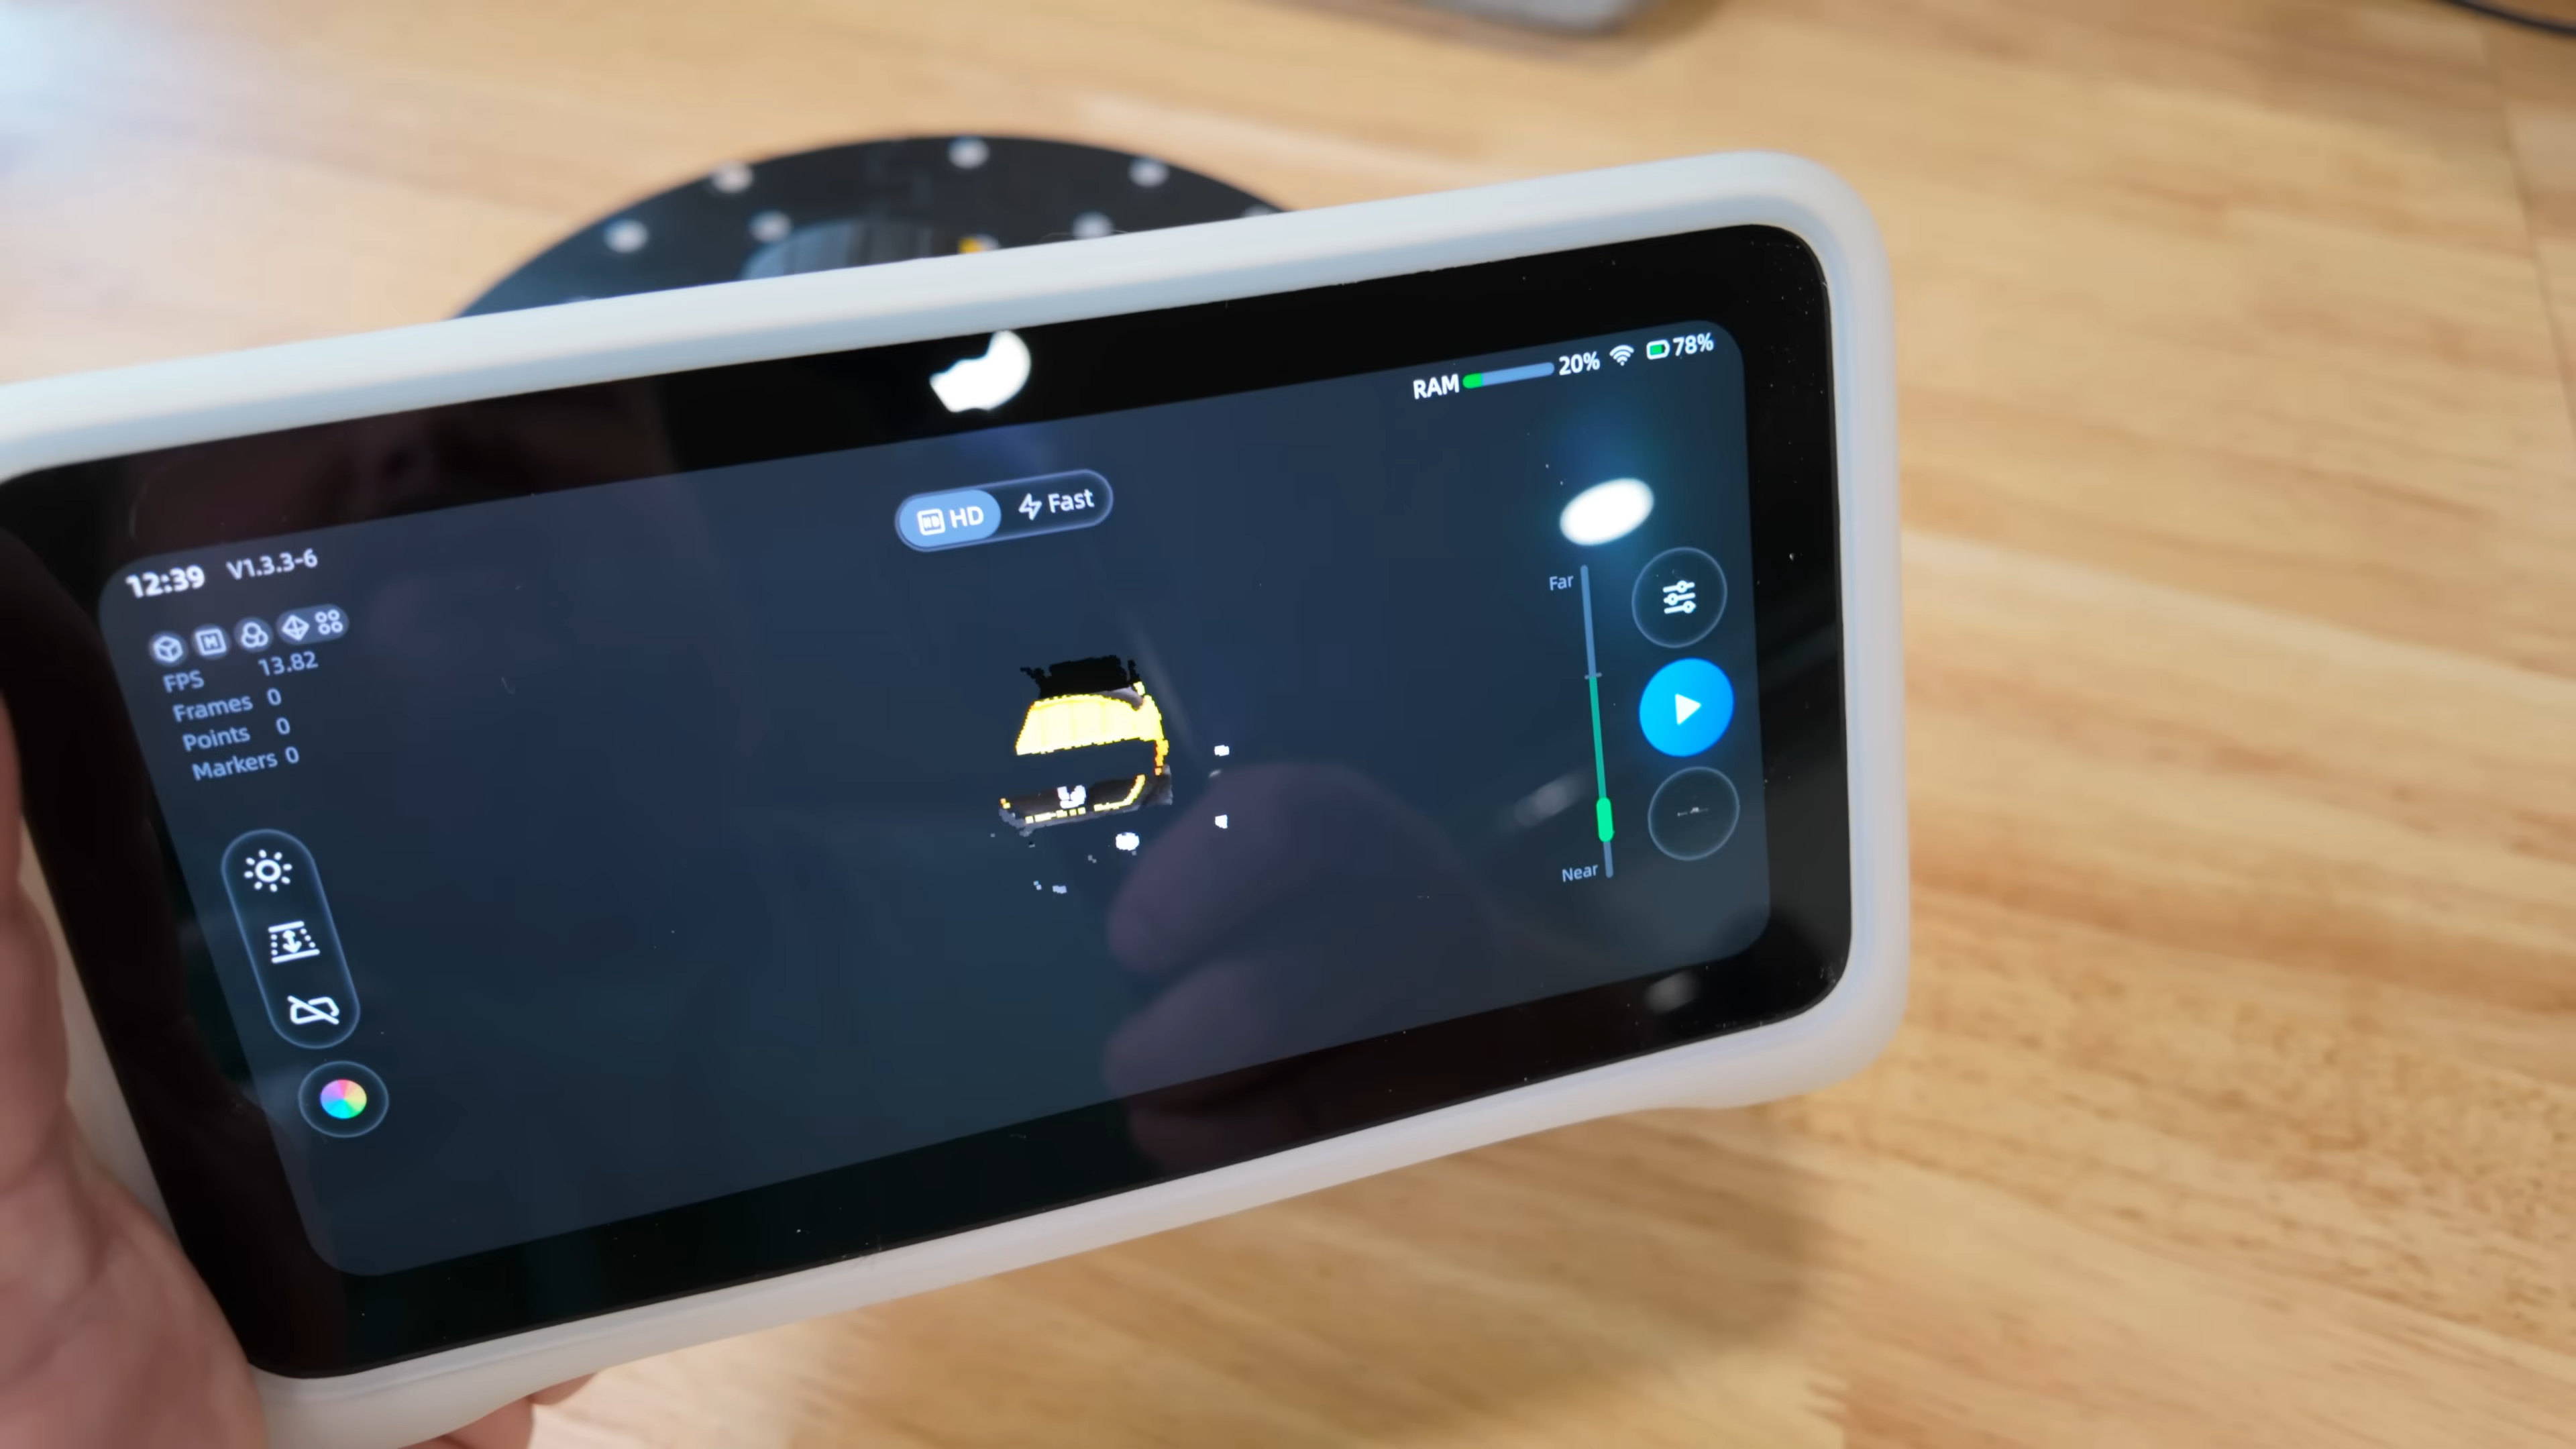 RAM 20% 78%
HD Fast
12:39 V1.3.3-6
FPS 13.82
Frames 0
Points 0
Markers 0
Far
Near